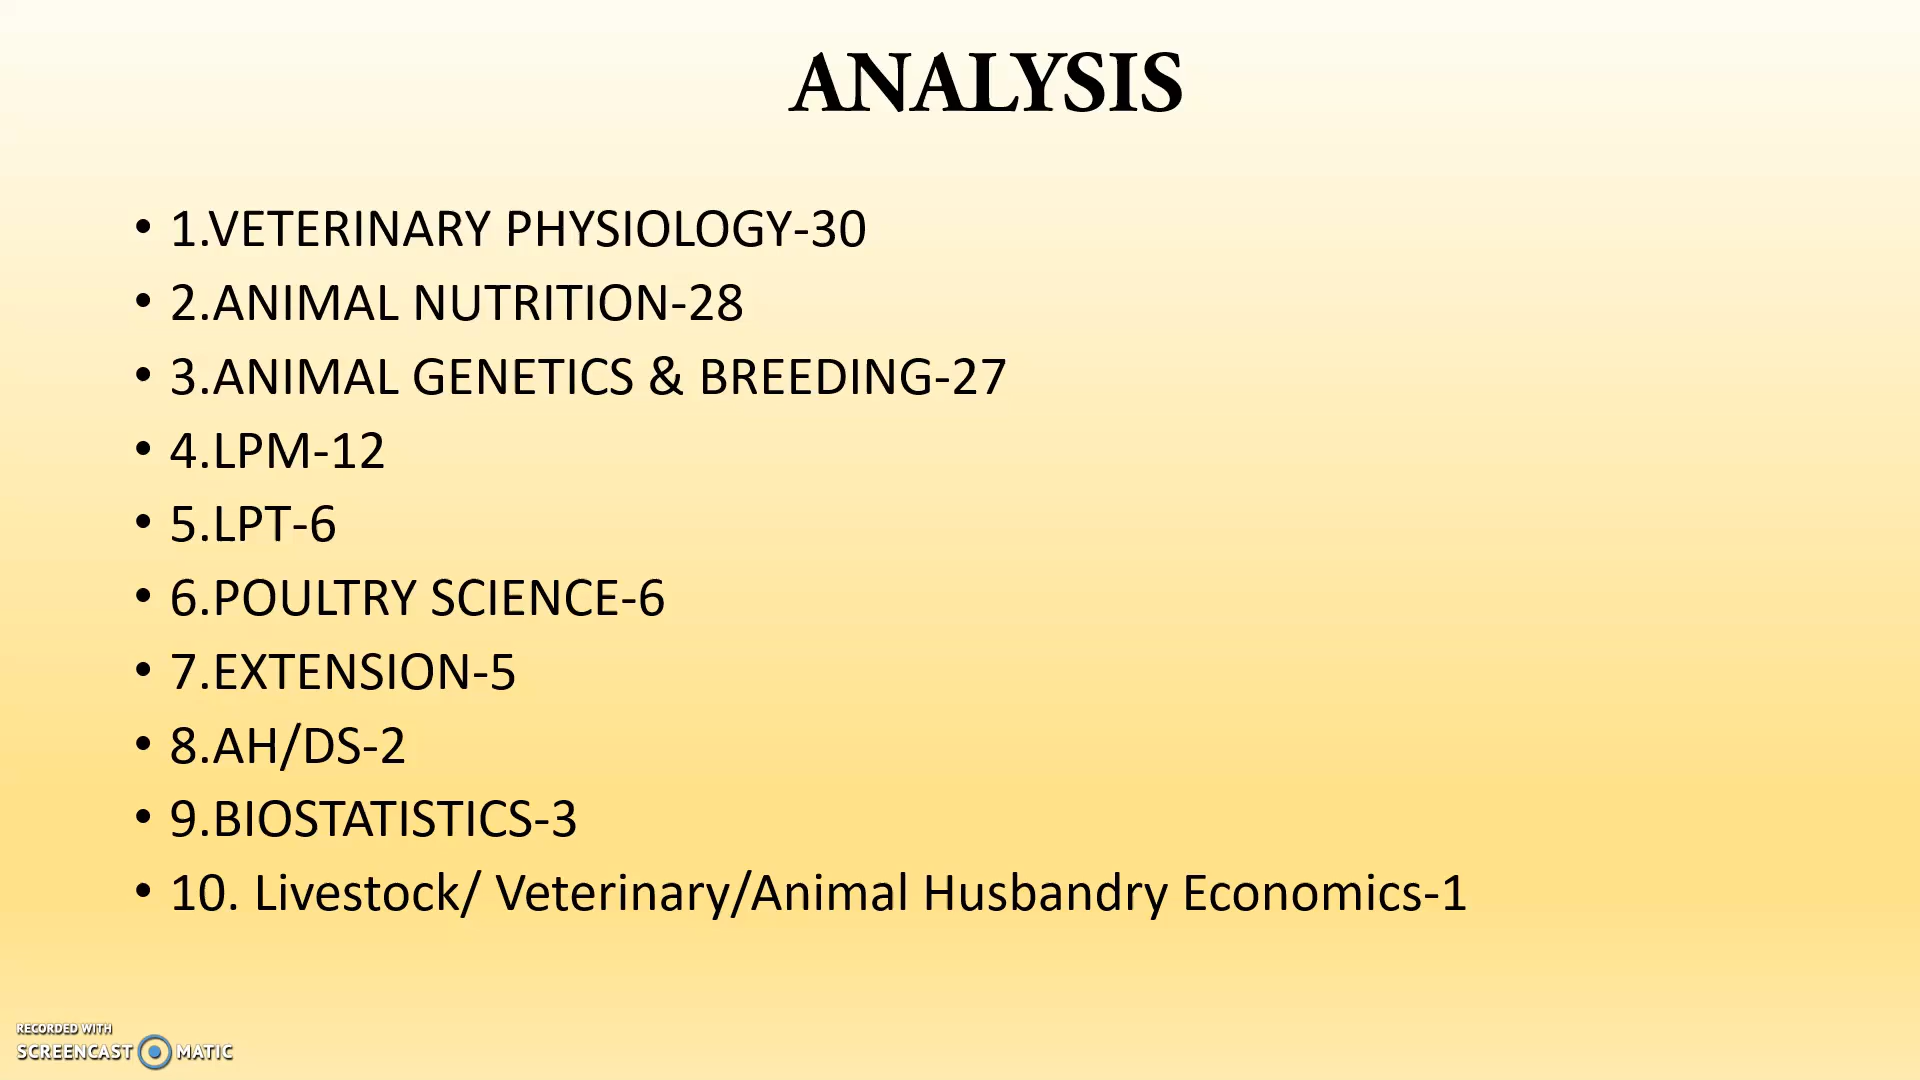 ANALYSIS
• 1.VETERINARY PHYSIOLOGY-30
• 2.ANIMAL NUTRITION-28
• 3.ANIMAL GENETICS & BREEDING-27
• 4.LPM-12
• 5.LPT-6
• 6.POULTRY SCIENCE-6
• 7.EXTENSION-5
• 8.AH/DS-2
• 9.BIOSTATISTICS-3
• 10. Livestock/ Veterinary/Animal Husbandry Economics-1
RECORDED WITH
SCREENCAST MATIC